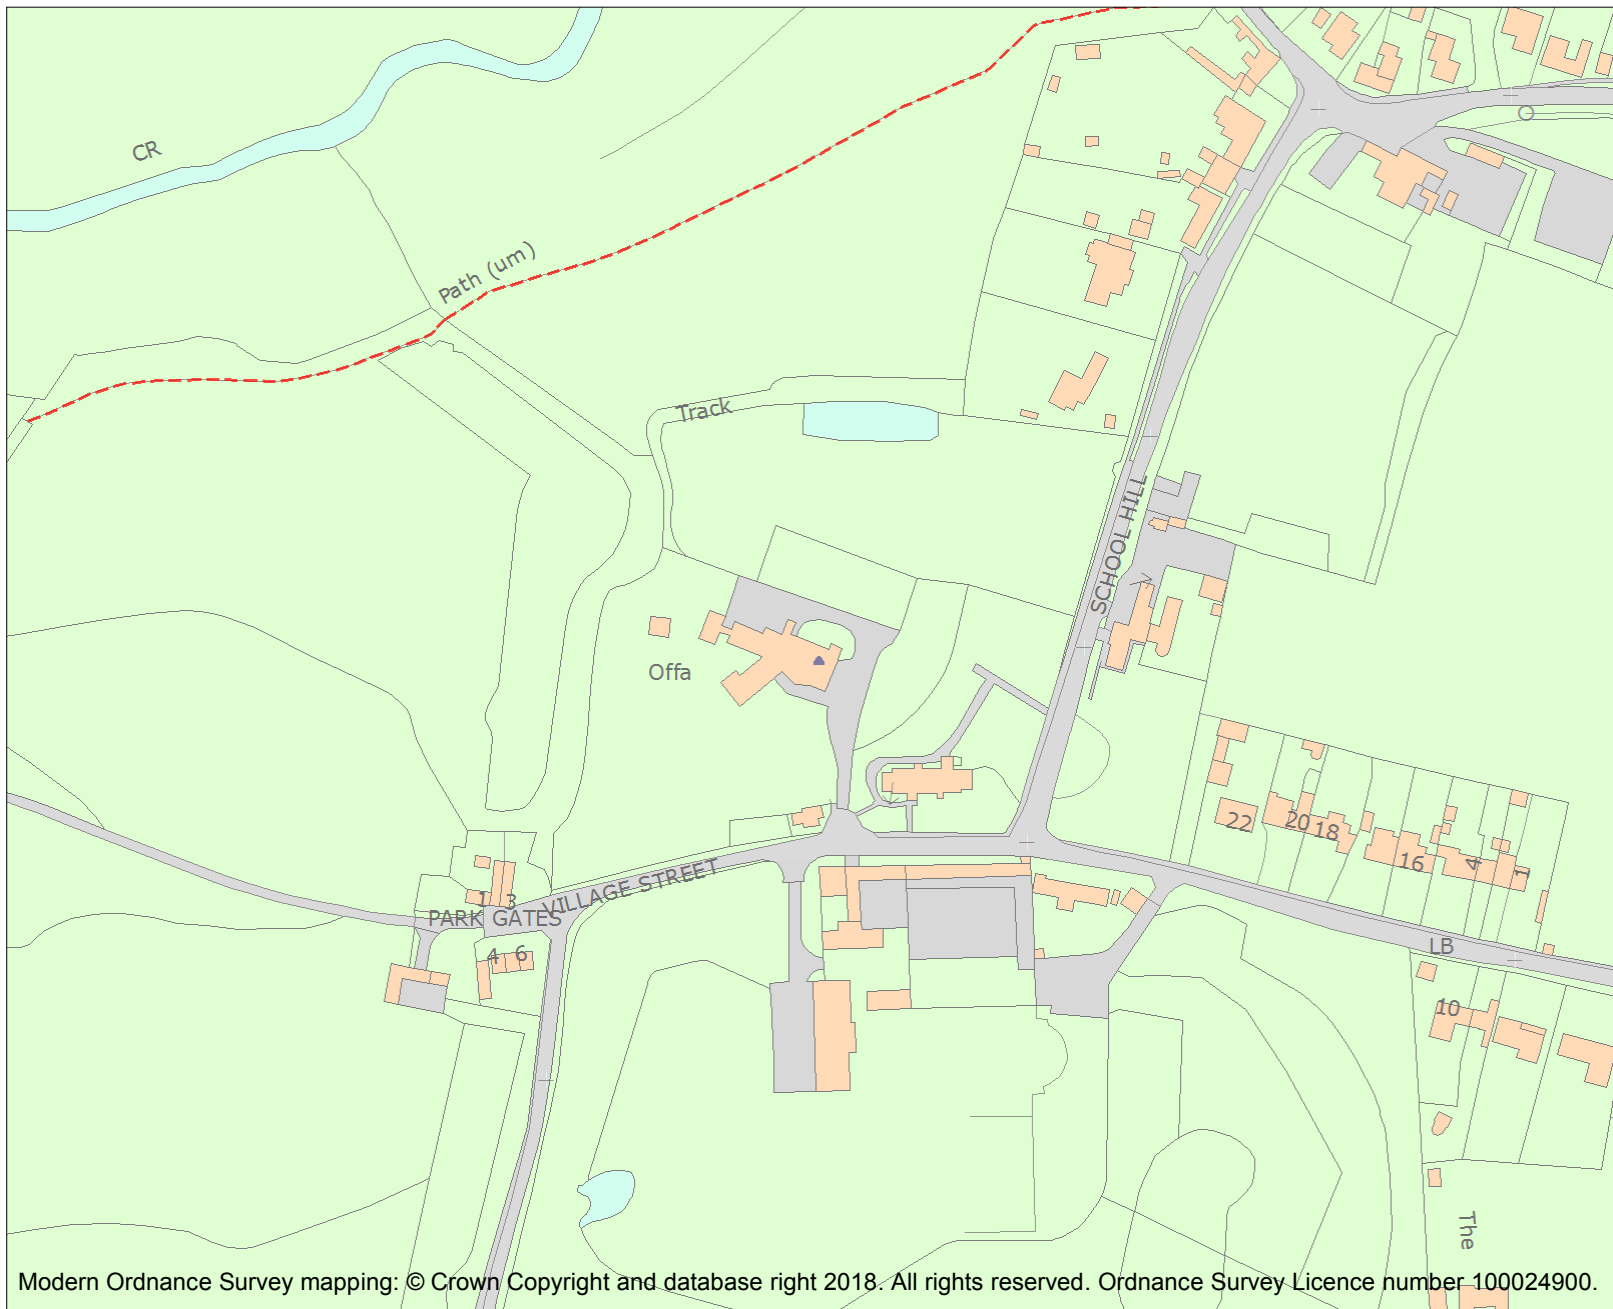 CR
Path (um)
Track
SCHOOL HILL
Offa
22
20
18
16
4
1
1
3
PARK GATES
VILLAGE STREET
4
6
LB
10
The
Modern Ordnance Survey mapping: © Crown Copyright and database right 2018. All rights reserved. Ordnance Survey Licence number 100024900.